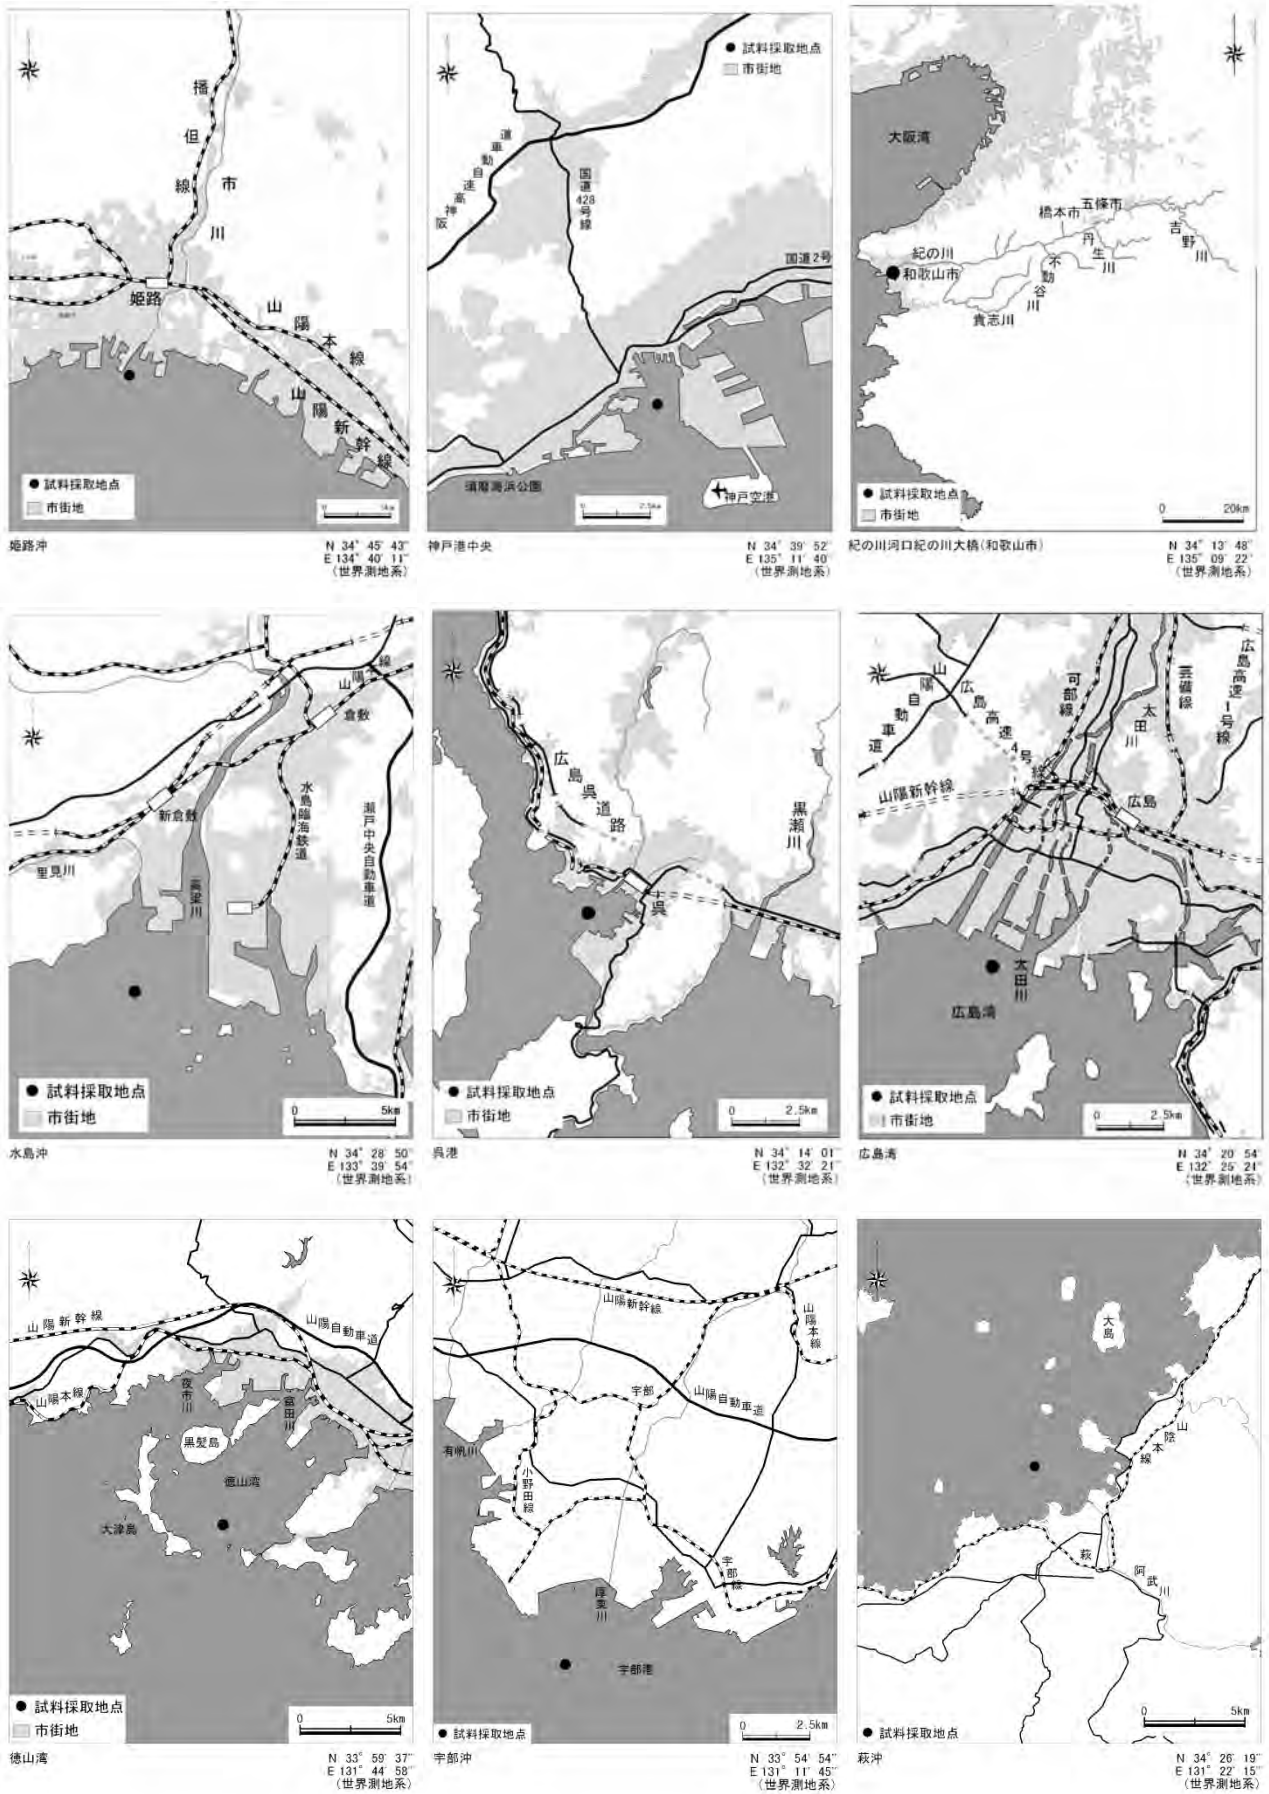 播
但
線
市
川
姫路
山
陽
本
線
山
陽
新
幹
線
試料採取地点
市街地
姫路沖
N 34° 45′ 43″
E 134° 40′ 11″
(世界測地系)
試料採取地点
市街地
阪神高速自動車道
国道428号線
国道2号
須磨海浜公園
神戸空港
0 2.5km
神戸港中央
N 34° 39′ 52″
E 135° 11′ 40″
(世界測地系)
大阪湾
五條市
橋本市
吉野川
丹生川
紀の川
不動谷川
和歌山市
貴志川
試料採取地点
市街地
0 20km
紀の川河口紀の川大橋(和歌山市)
N 34° 13′ 48″
E 135° 09′ 22″
(世界測地系)
山陽線
倉敷
水島臨海鉄道
新倉敷
瀬戸中央自動車道
里見川
高梁川
試料採取地点
市街地
0 5km
水島沖
N 34° 28′ 50″
E 133° 39′ 54″
(世界測地系)
広島呉道路
黒瀬川
呉
試料採取地点
市街地
0 2.5km
呉港
N 34° 14′ 01″
E 132° 32′ 21″
(世界測地系)
山陽自動車道
広島高速4号線
可部線
太田川
芸備線
広島高速1号線
山陽新幹線
広島
太田川
広島湾
試料採取地点
市街地
0 2.5km
広島湾
N 34° 20′ 54″
E 132° 25′ 21″
(世界測地系)
山陽新幹線
山陽自動車道
山陽本線
夜市川
富田川
黒髪島
徳山湾
大津島
試料採取地点
市街地
0 5km
徳山湾
N 33° 59′ 37″
E 131° 44′ 58″
(世界測地系)
山陽新幹線
山陽本線
宇部
山陽自動車道
有帆川
小野田線
宇部線
厚東川
宇部港
試料採取地点
0 2.5km
宇部沖
N 33° 54′ 54″
E 131° 11′ 45″
(世界測地系)
大島
山陰本線
萩
阿武川
試料採取地点
0 5km
萩沖
N 34° 26′ 19″
E 131° 22′ 15″
(世界測地系)